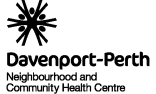 Davenport-Perth
Neighbourhood and
Community Health Centre